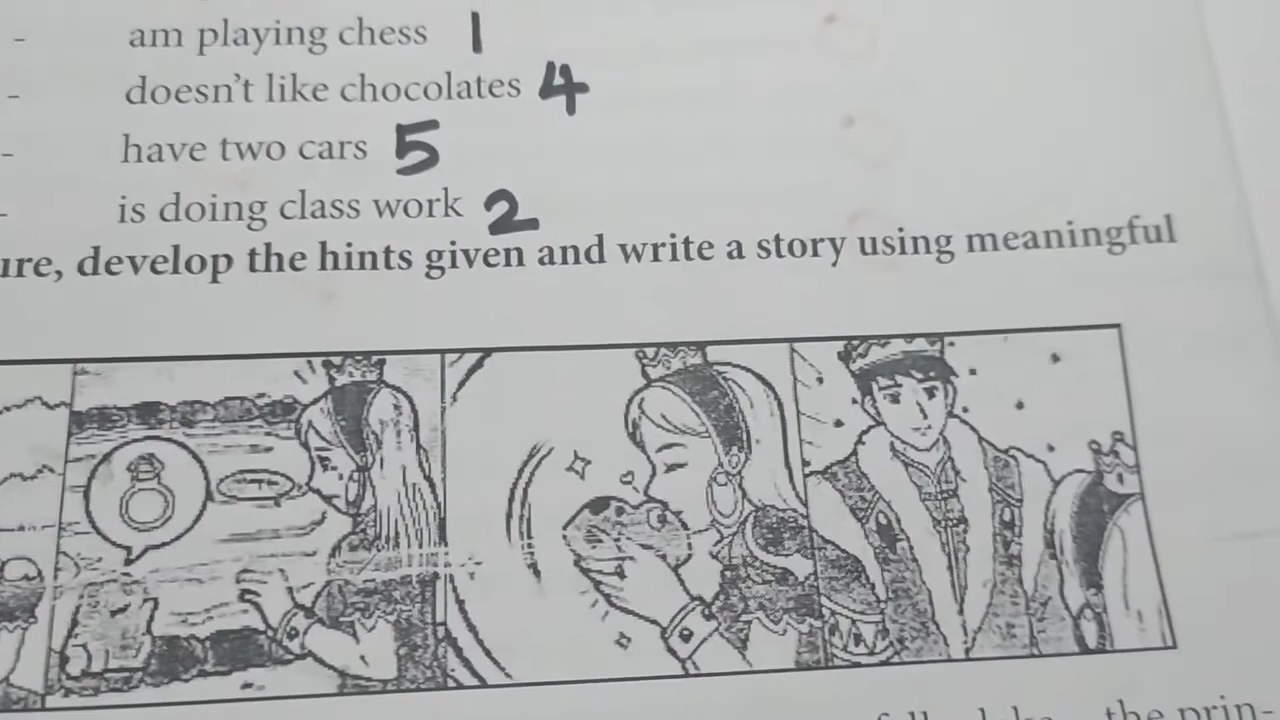 - am playing chess 1
- doesn't like chocolates 4
- have two cars 5
- is doing class work 2
develop the hints given and write a story using meaningful
the prin-